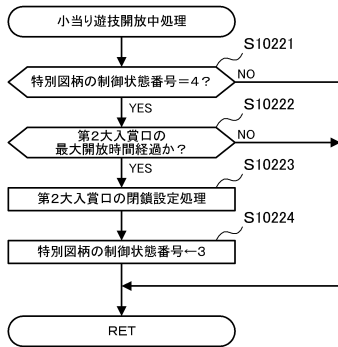 小当り遊技開放中処理
S10221
特別図柄の制御状態番号=4?
NO
YES
S10222
第2大入賞口の
最大開放時間経過か?
NO
YES
S10223
第2大入賞口の閉鎖設定処理
S10224
特別図柄の制御状態番号←3
RET